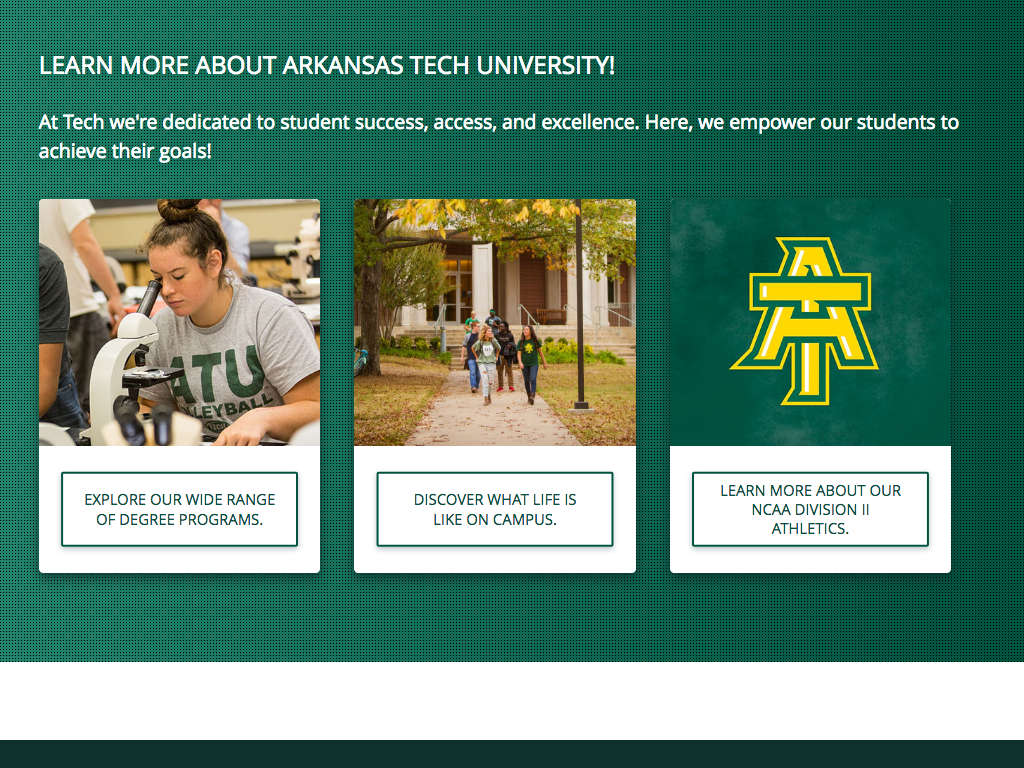 LEARN MORE ABOUT ARKANSAS TECH UNIVERSITY!
At Tech we're dedicated to student success, access, and excellence. Here, we empower our students to
achieve their goals!
ATU
VOLLEYBALL
TECH
AT
EXPLORE OUR WIDE RANGE
OF DEGREE PROGRAMS.
DISCOVER WHAT LIFE IS
LIKE ON CAMPUS.
LEARN MORE ABOUT OUR
NCAA DIVISION II
ATHLETICS.